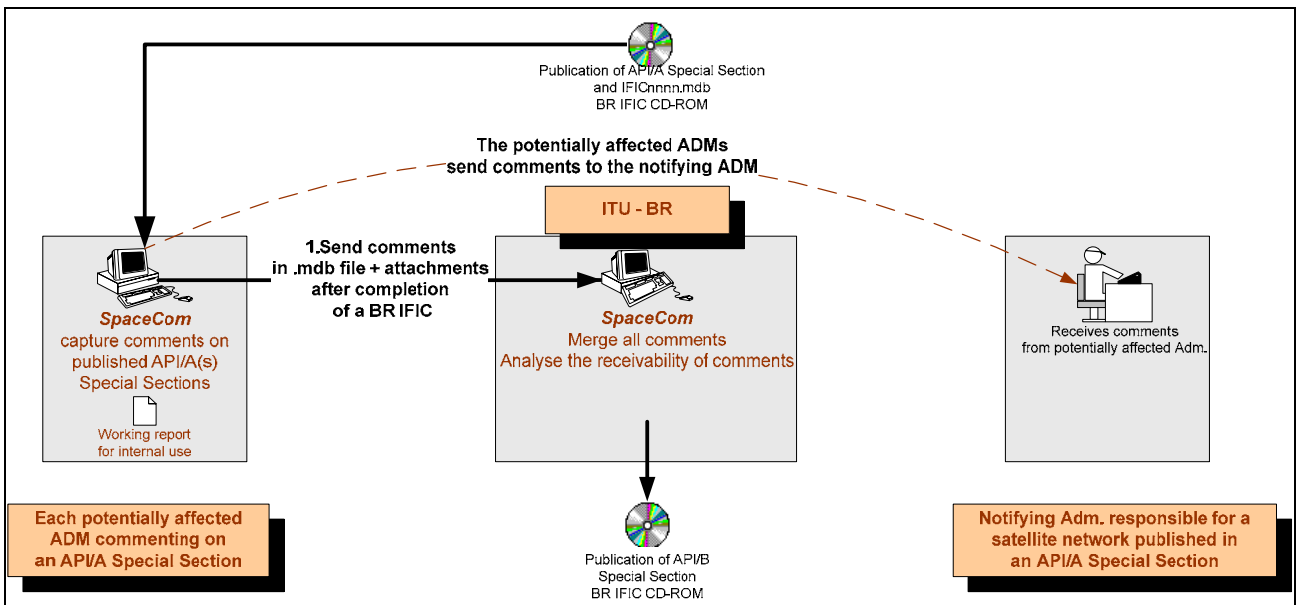 Publication of API/A Special Section
and IFICnnnn.mdb
BR IFIC CD-ROM
The potentially affected ADMs
send comments to the notifying ADM
ITU - BR
1.Send comments
in .mdb file + attachments
after completion
of a BR IFIC
SpaceCom
capture comments on
published API/A(s)
Special Sections
Working report
for internal use
SpaceCom
Merge all comments
Analyse the receivability of comments
Receives comments
from potentially affected Adm.
Each potentially affected
ADM commenting on
an API/A Special Section
Publication of API/B
Special Section
BR IFIC CD-ROM
Notifying Adm. responsible for a
satellite network published in
an API/A Special Section